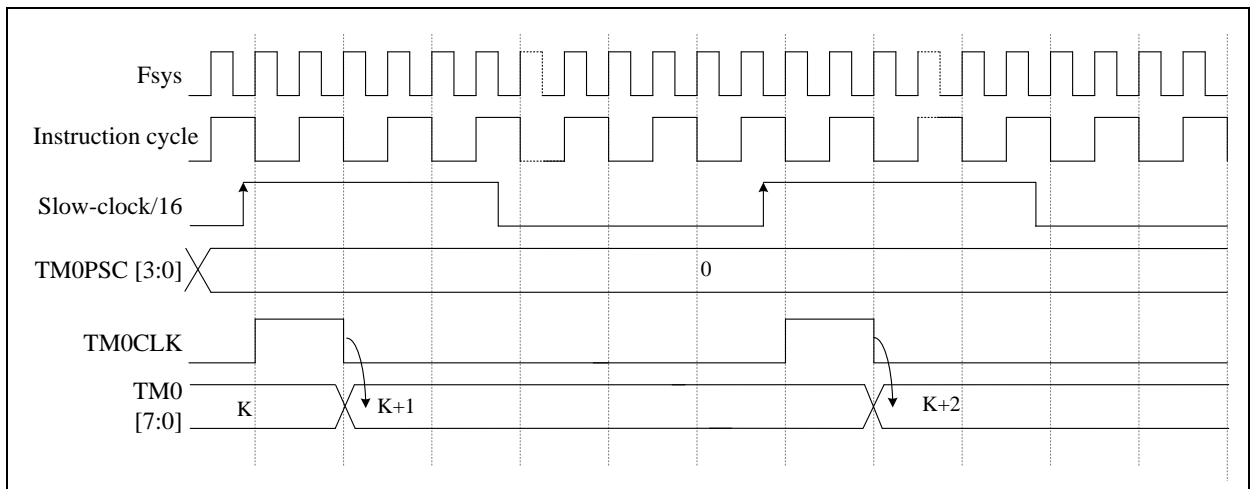 Fsys
Instruction cycle
Slow-clock/16
TM0PSC [3:0]
0
TM0CLK
TM0
[7:0]
K
K+1
K+2